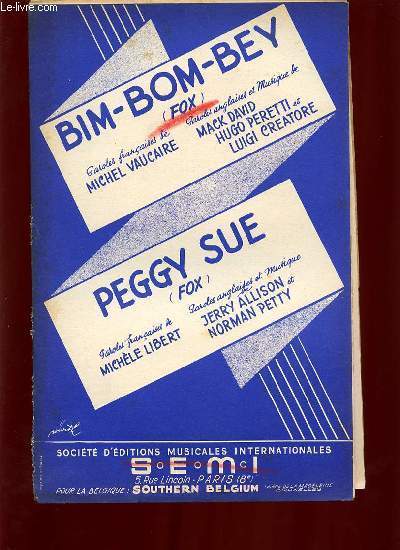 Le-livre.com
BIM-BOM-BEY
(FOX)
Paroles françaises de
MICHEL VAUCAIRE
Paroles anglaises et Musique de
MACK DAVID
HUGO PERETTI et
LUIGI CREATORE
PEGGY SUE
(FOX)
Paroles françaises de
MICHÈLE LIBERT
Paroles anglaises et Musique
JERRY ALLISON et
NORMAN PETTY
SOCIÉTÉ D'ÉDITIONS MUSICALES INTERNATIONALES
S.E.M.I
5, Rue Lincoln - PARIS (8e)
POUR LA BELGIQUE: SOUTHERN BELGIUM